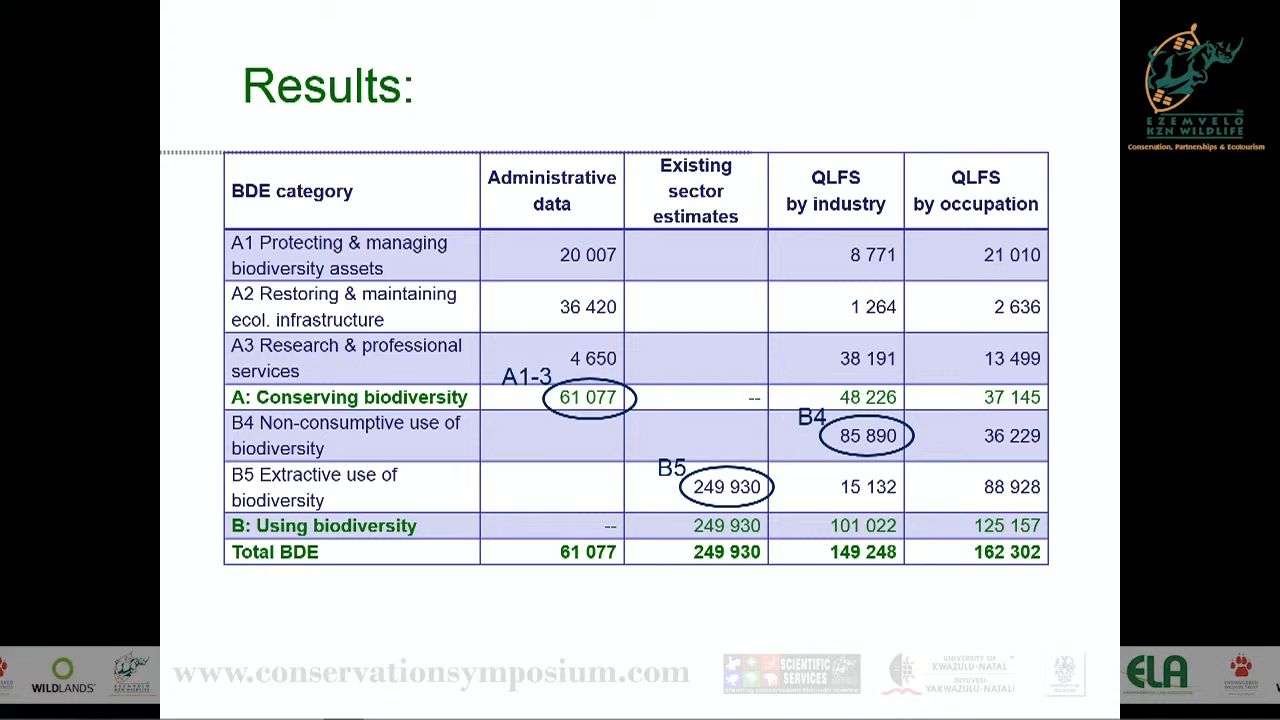 Results:
BDE category
Administrative
data
Existing
sector
estimates
QLFS
by industry
QLFS
by occupation
A1 Protecting & managing
biodiversity assets
20 007
8 771
21 010
A2 Restoring & maintaining
ecol. infrastructure
36 420
1 264
2 636
A3 Research & professional
services
4 650
38 191
13 499
A1-3
A: Conserving biodiversity
61 077
--
48 226
37 145
B4 Non-consumptive use of
biodiversity
B4
85 890
36 229
B5 Extractive use of
biodiversity
B5
249 930
15 132
88 928
B: Using biodiversity
--
249 930
101 022
125 157
Total BDE
61 077
249 930
149 248
162 302
EZEMVELO
KZN WILDLIFE
Conservation, Partnerships & Ecotourism
WILDLANDS
www.conservationsymposium.com
SCIENTIFIC
SERVICES
UNIVERSITY OF
KWAZULU-NATAL
INYUVESI
YAKWAZULU-NATALI
ELA